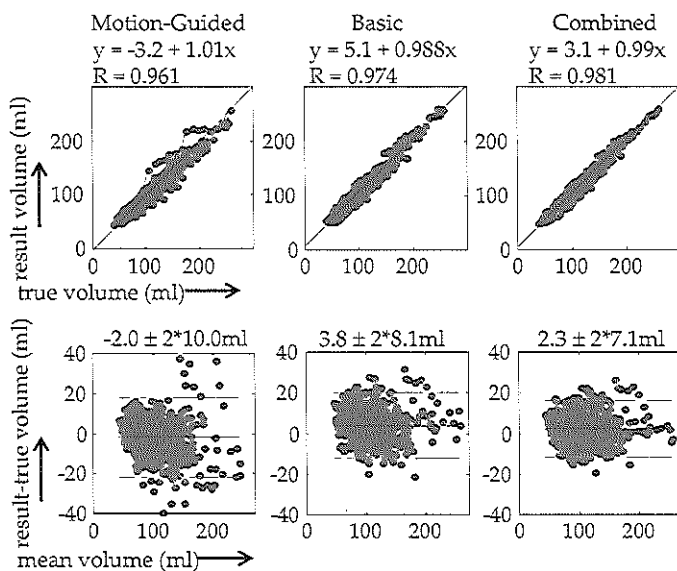 Motion-Guided Basic Combined
y = -3.2 + 1.01x y = 5.1 + 0.988x y = 3.1 + 0.99x
R = 0.961 R = 0.974 R = 0.981
result volume (ml)
200
100
0
200
100
0
200
100
0
0 100 200 0 100 200 0 100 200
true volume (ml)
-2.0 ± 2*10.0ml 3.8 ± 2*8.1ml 2.3 ± 2*7.1ml
result-true volume (ml)
40
20
0
-20
-40
40
20
0
-20
-40
40
20
0
-20
-40
0 100 200 0 100 200 0 100 200
mean volume (ml)